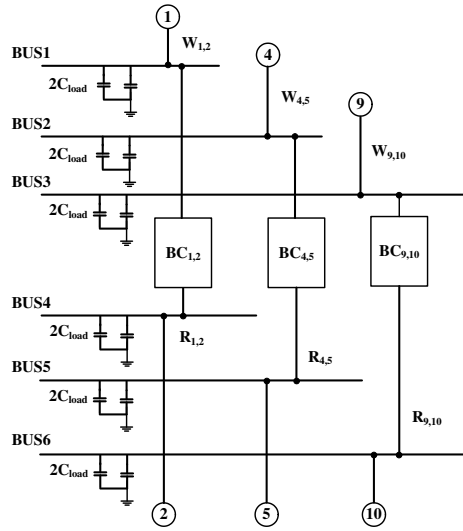 1
W1,2
BUS1
2Cload
4
W4,5
BUS2
2Cload
9
W9,10
BUS3
2Cload
BC1,2
BC4,5
BC9,10
BUS4
2Cload
R1,2
R4,5
BUS5
2Cload
R9,10
BUS6
2Cload
2
5
10